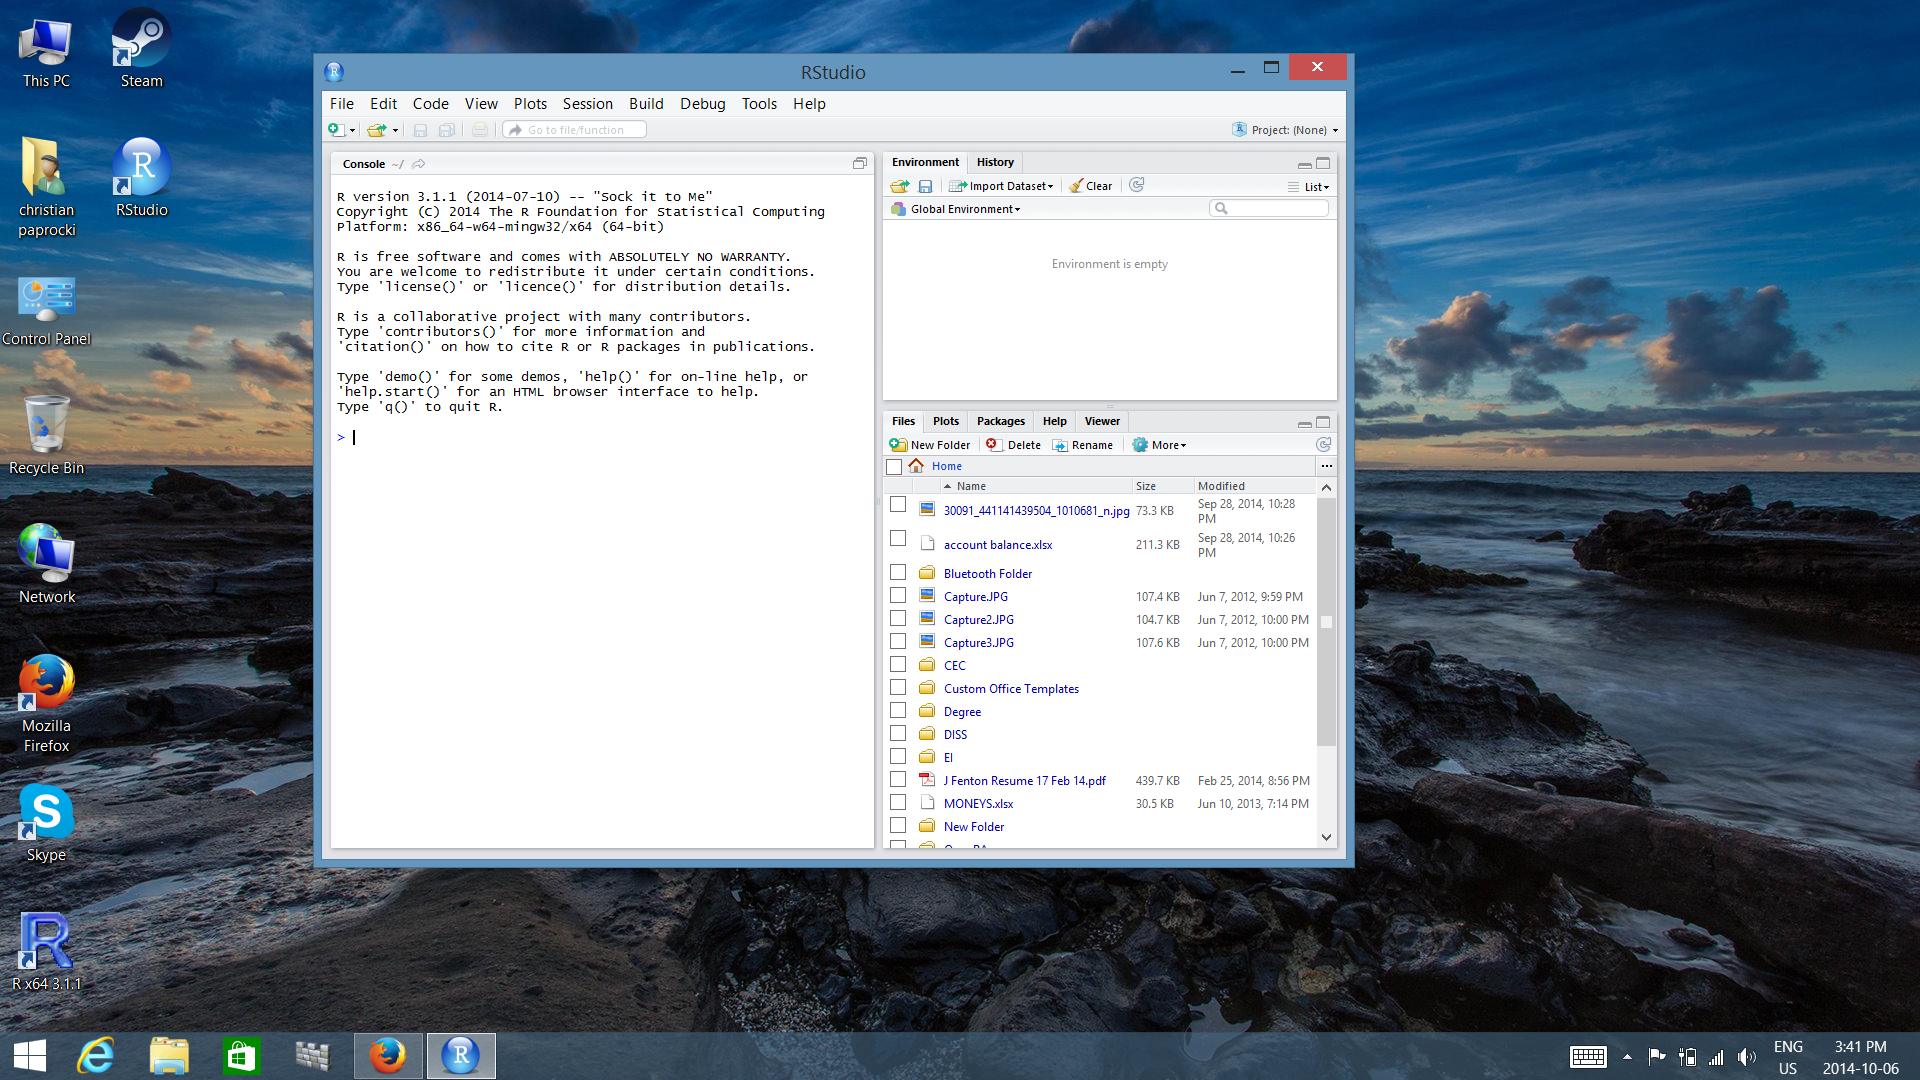 This PC
Steam
christian
paprocki
RStudio
Control Panel
Recycle Bin
Network
Mozilla
Firefox
Skype
R x64 3.1.1
RStudio
File Edit Code View Plots Session Build Debug Tools Help
Go to file/function
Project: (None)
Console ~/
R version 3.1.1 (2014-07-10) -- "Sock it to Me"
Copyright (C) 2014 The R Foundation for Statistical Computing
Platform: x86_64-w64-mingw32/x64 (64-bit)
R is free software and comes with ABSOLUTELY NO WARRANTY.
You are welcome to redistribute it under certain conditions.
Type 'license()' or 'licence()' for distribution details.
R is a collaborative project with many contributors.
Type 'contributors()' for more information and
'citation()' on how to cite R or R packages in publications.
Type 'demo()' for some demos, 'help()' for on-line help, or
'help.start()' for an HTML browser interface to help.
Type 'q()' to quit R.
>
Environment History
Import Dataset Clear List
Global Environment
Environment is empty
Files Plots Packages Help Viewer
New Folder Delete Rename More
Home
Name Size Modified
30091_441141439504_1010681_n.jpg 73.3 KB Sep 28, 2014, 10:28
PM
account balance.xlsx 211.3 KB Sep 28, 2014, 10:26
PM
Bluetooth Folder
Capture.JPG 107.4 KB Jun 7, 2012, 9:59 PM
Capture2.JPG 104.7 KB Jun 7, 2012, 10:00 PM
Capture3.JPG 107.6 KB Jun 7, 2012, 10:00 PM
CEC
Custom Office Templates
Degree
DISS
EI
J Fenton Resume 17 Feb 14.pdf 439.7 KB Feb 25, 2014, 8:56 PM
MONEYS.xlsx 30.5 KB Jun 10, 2013, 7:14 PM
New Folder
ENG 3:41 PM
US 2014-10-06